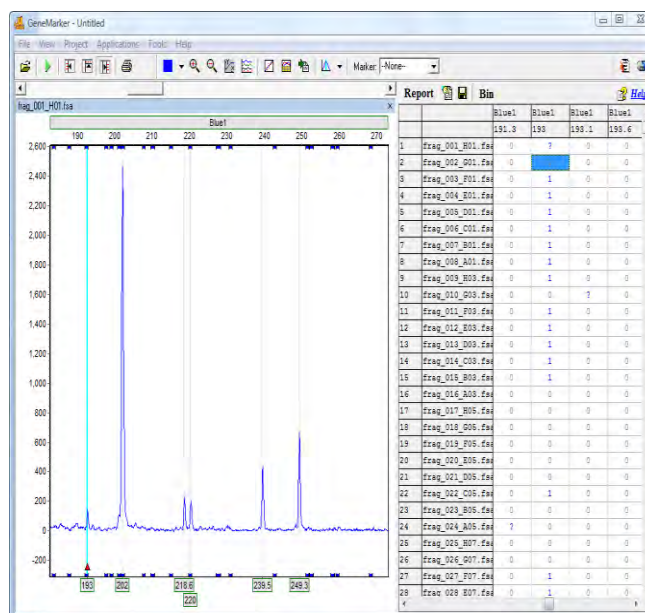 GeneMarker - Untitled
File View Project Applications Tools Help
Marker: --None--
frag_001_H01.fsa
Blue1
190 200 210 220 230 240 250 260 270
2,600
2,400
2,200
2,000
1,800
1,600
1,400
1,200
1,000
800
600
400
200
0
-200
193 202 218.6 239.5 249.3
220
Report Bin Help
Blue1 Blue1 Blue1 Blue1
191.3 193 193.1 193.6
1 frag_001_H01.fsa 0 ? 0 0
2 frag_002_G01.fsa 0 0 0
3 frag_003_F01.fsa 0 1 0 0
4 frag_004_E01.fsa 0 1 0 0
5 frag_005_D01.fsa 0 1 0 0
6 frag_006_C01.fsa 0 1 0 0
7 frag_007_B01.fsa 0 1 0 0
8 frag_008_A01.fsa 0 1 0 0
9 frag_009_H03.fsa 0 1 0 0
10 frag_010_G03.fsa 0 0 ? 0
11 frag_011_F03.fsa 0 1 0 0
12 frag_012_E03.fsa 0 1 0 0
13 frag_013_D03.fsa 0 1 0 0
14 frag_014_C03.fsa 0 1 0 0
15 frag_015_B03.fsa 0 1 0 0
16 frag_016_A03.fsa 0 0 0 0
17 frag_017_H05.fsa 0 0 0 0
18 frag_018_G05.fsa 0 0 0 0
19 frag_019_F05.fsa 0 0 0 0
20 frag_020_E05.fsa 0 0 0 0
21 frag_021_D05.fsa 0 0 0 0
22 frag_022_C05.fsa 0 1 0 0
23 frag_023_B05.fsa 0 0 0 0
24 frag_024_A05.fsa ? 0 0 0
25 frag_025_H07.fsa 0 0 0 0
26 frag_026_G07.fsa 0 0 0 0
27 frag_027_F07.fsa 0 1 0 0
28 frag_028_E07.fsa 0 1 0 0